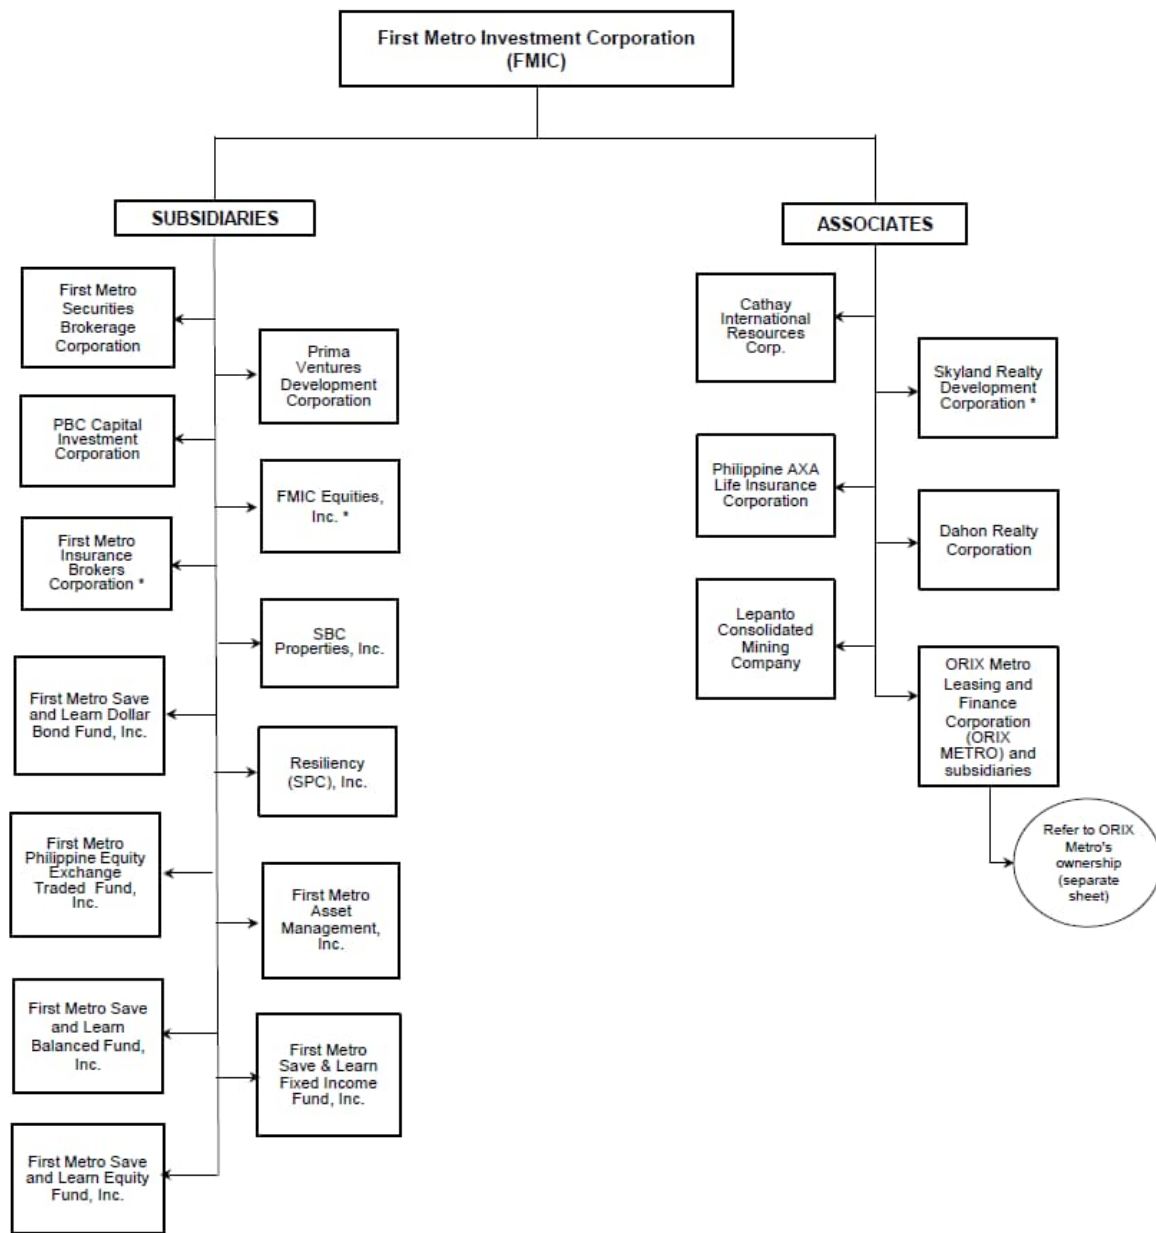 First Metro Investment Corporation
(FMIC)
SUBSIDIARIES
First Metro
Securities
Brokerage
Corporation
Prima
Ventures
Development
Corporation
PBC Capital
Investment
Corporation
FMIC Equities,
Inc. *
First Metro
Insurance
Brokers
Corporation *
SBC
Properties, Inc.
First Metro Save
and Learn Dollar
Bond Fund, Inc.
Resiliency
(SPC), Inc.
First Metro
Philippine Equity
Exchange
Traded Fund,
Inc.
First Metro
Asset
Management,
Inc.
First Metro Save
and Learn
Balanced Fund,
Inc.
First Metro
Save & Learn
Fixed Income
Fund, Inc.
First Metro Save
and Learn Equity
Fund, Inc.
ASSOCIATES
Cathay
International
Resources
Corp.
Skyland Realty
Development
Corporation *
Philippine AXA
Life Insurance
Corporation
Dahon Realty
Corporation
Lepanto
Consolidated
Mining
Company
ORIX Metro
Leasing and
Finance
Corporation
(ORIX
METRO) and
subsidiaries
Refer to ORIX
Metro's
ownership
(separate
sheet)